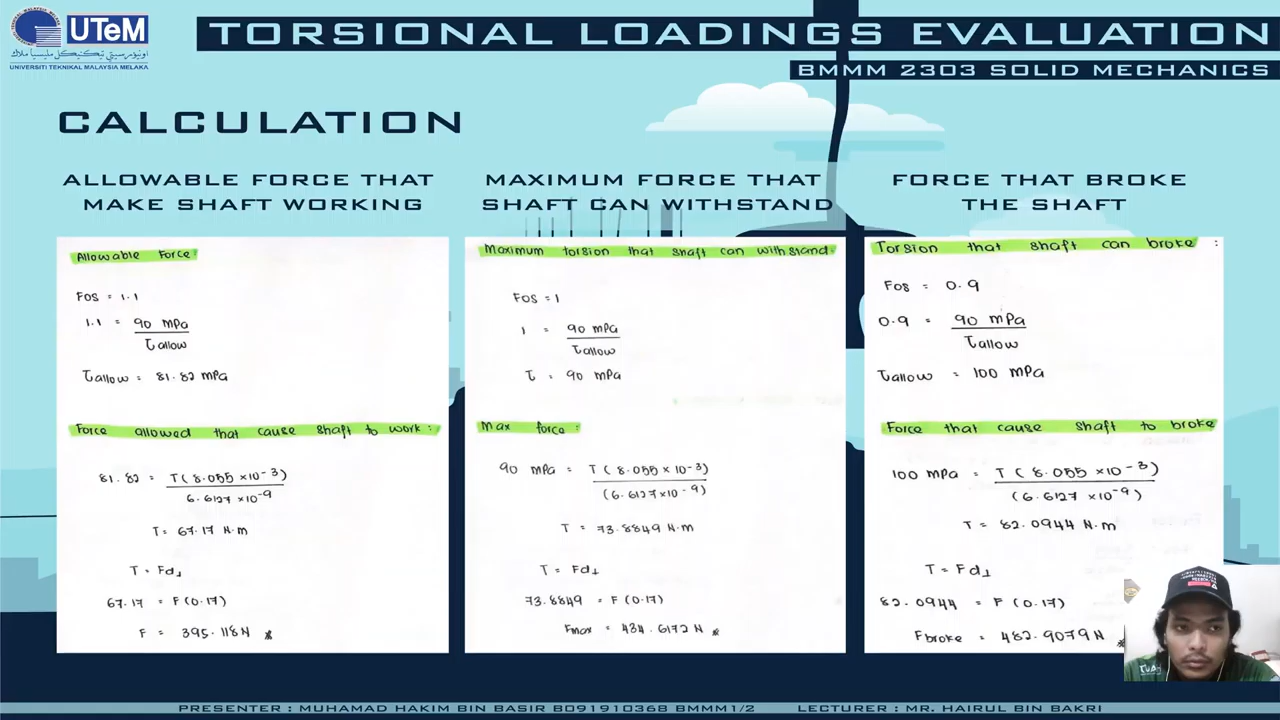 UTeM
اونيۏرسيتي تيكنيكل مليسيا ملاك
UNIVERSITI TEKNIKAL MALAYSIA MELAKA
TORSIONAL LOADINGS EVALUATION
BMMM 2303 SOLID MECHANICS
CALCULATION
ALLOWABLE FORCE THAT
MAKE SHAFT WORKING
Allowable Force
FOS = 1.1
1.1 = 90 mPa
τallow
τallow = 81.82 mPa
Force allowed that cause shaft to work :
81.82 = T ( 8.055 ×10⁻³)
6.6127 ×10⁻⁹
T = 67.17 N.m
T = Fd⊥
67.17 = F (0.17)
F = 395.118N
MAXIMUM FORCE THAT
SHAFT CAN WITHSTAND
Maximum torsion that shaft can withstand.
FOS = 1
1 = 90 mPa
τallow
τ = 90 mPa
Max force :
90 mPa = T ( 8.055 ×10⁻³)
(6.6127 ×10⁻⁹)
T = 73.8849 N.m
T = Fd⊥
73.8849 = F (0.17)
Fmax = 434.6172 N
FORCE THAT BROKE
THE SHAFT
Torsion that shaft can broke :
FOS = 0.9
0.9 = 90 mPa
τallow
τallow = 100 mPa
Force that cause shaft to broke
100 mPa = T ( 8.055 ×10⁻³)
(6.6127 ×10⁻⁹)
T = 82.0944 N.m
T = Fd⊥
82.0944 = F (0.17)
Fbroke = 482.9079 N
PRESENTER : MUHAMAD HAKIM BIN BASIR B091910368 BMMM1/2
LECTURER : MR. HAIRUL BIN BAKRI